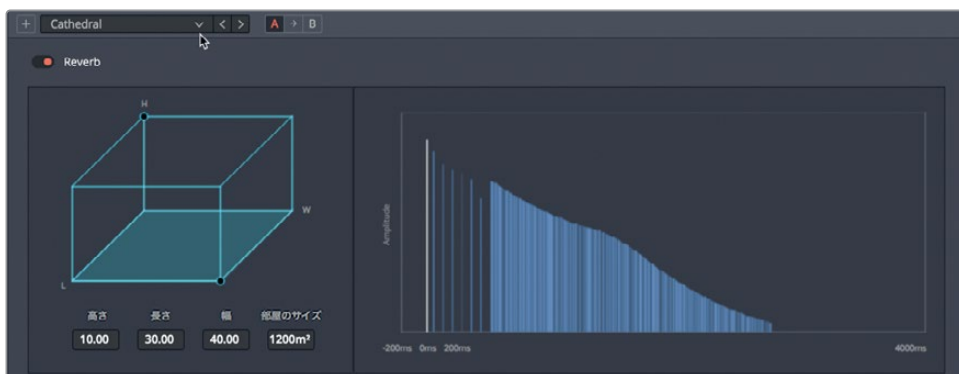 + Cathedral < > A → B
Reverb
H
W
L
高さ 長さ 幅 部屋のサイズ
10.00 30.00 40.00 1200m²
Amplitude
-200ms 0ms 200ms 4000ms